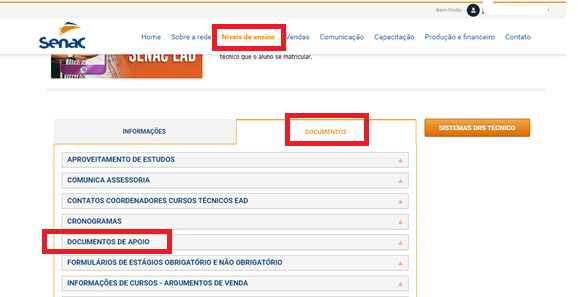 Bem-Vindo:
Senac
Home Sobre a rede Níveis de ensino Vendas Comunicação Capacitação Produção e financeiro Contato
SENAC EAD
técnico que o aluno se matricular.
INFORMAÇÕES DOCUMENTOS SISTEMAS DRS TÉCNICO
APROVEITAMENTO DE ESTUDOS
COMUNICA ASSESSORIA
CONTATOS COORDENADORES CURSOS TÉCNICOS EAD
CRONOGRAMAS
DOCUMENTOS DE APOIO
FORMULÁRIOS DE ESTÁGIOS OBRIGATÓRIO E NÃO OBRIGATÓRIO
INFORMAÇÕES DE CURSOS - ARGUMENTOS DE VENDA